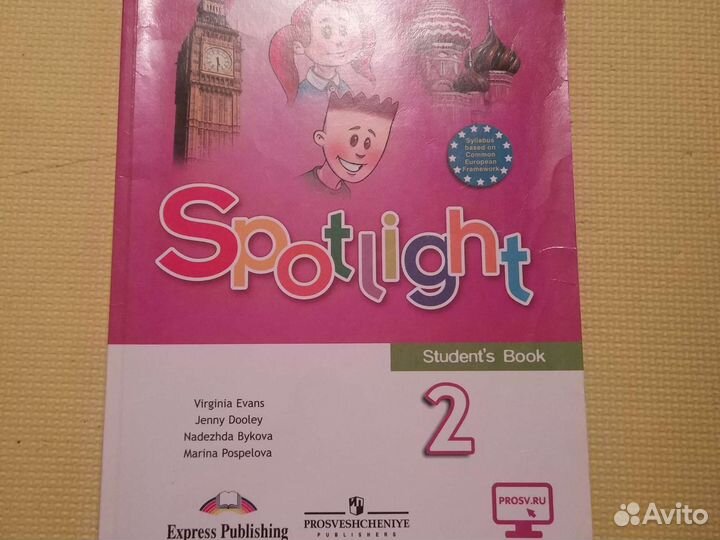 Syllabus
based on
Common
European
Framework
Spotlight
Student's Book
2
Virginia Evans
Jenny Dooley
Nadezhda Bykova
Marina Pospelova
Express Publishing
PROSVESHCHENIYE
PUBLISHERS
PROSV.RU
Avito